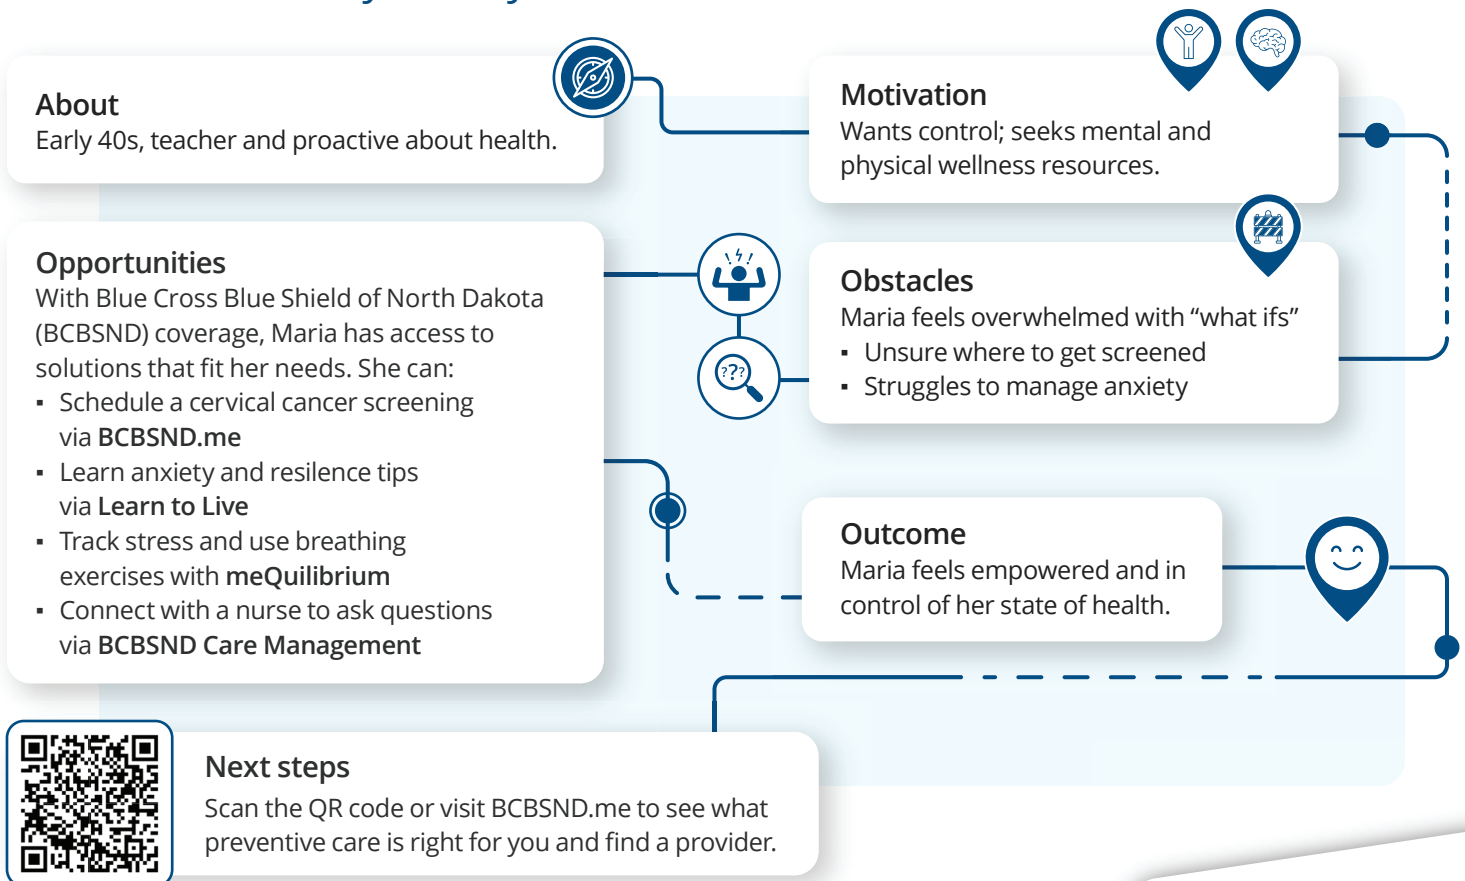 About
Early 40s, teacher and proactive about health.
Motivation
Wants control; seeks mental and
physical wellness resources.
Obstacles
Maria feels overwhelmed with “what ifs”
▪ Unsure where to get screened
▪ Struggles to manage anxiety
???
Opportunities
With Blue Cross Blue Shield of North Dakota
(BCBSND) coverage, Maria has access to
solutions that fit her needs. She can:
▪ Schedule a cervical cancer screening
via BCBSND.me
▪ Learn anxiety and resilence tips
via Learn to Live
▪ Track stress and use breathing
exercises with meQuilibrium
▪ Connect with a nurse to ask questions
via BCBSND Care Management
Outcome
Maria feels empowered and in
control of her state of health.
Next steps
Scan the QR code or visit BCBSND.me to see what
preventive care is right for you and find a provider.